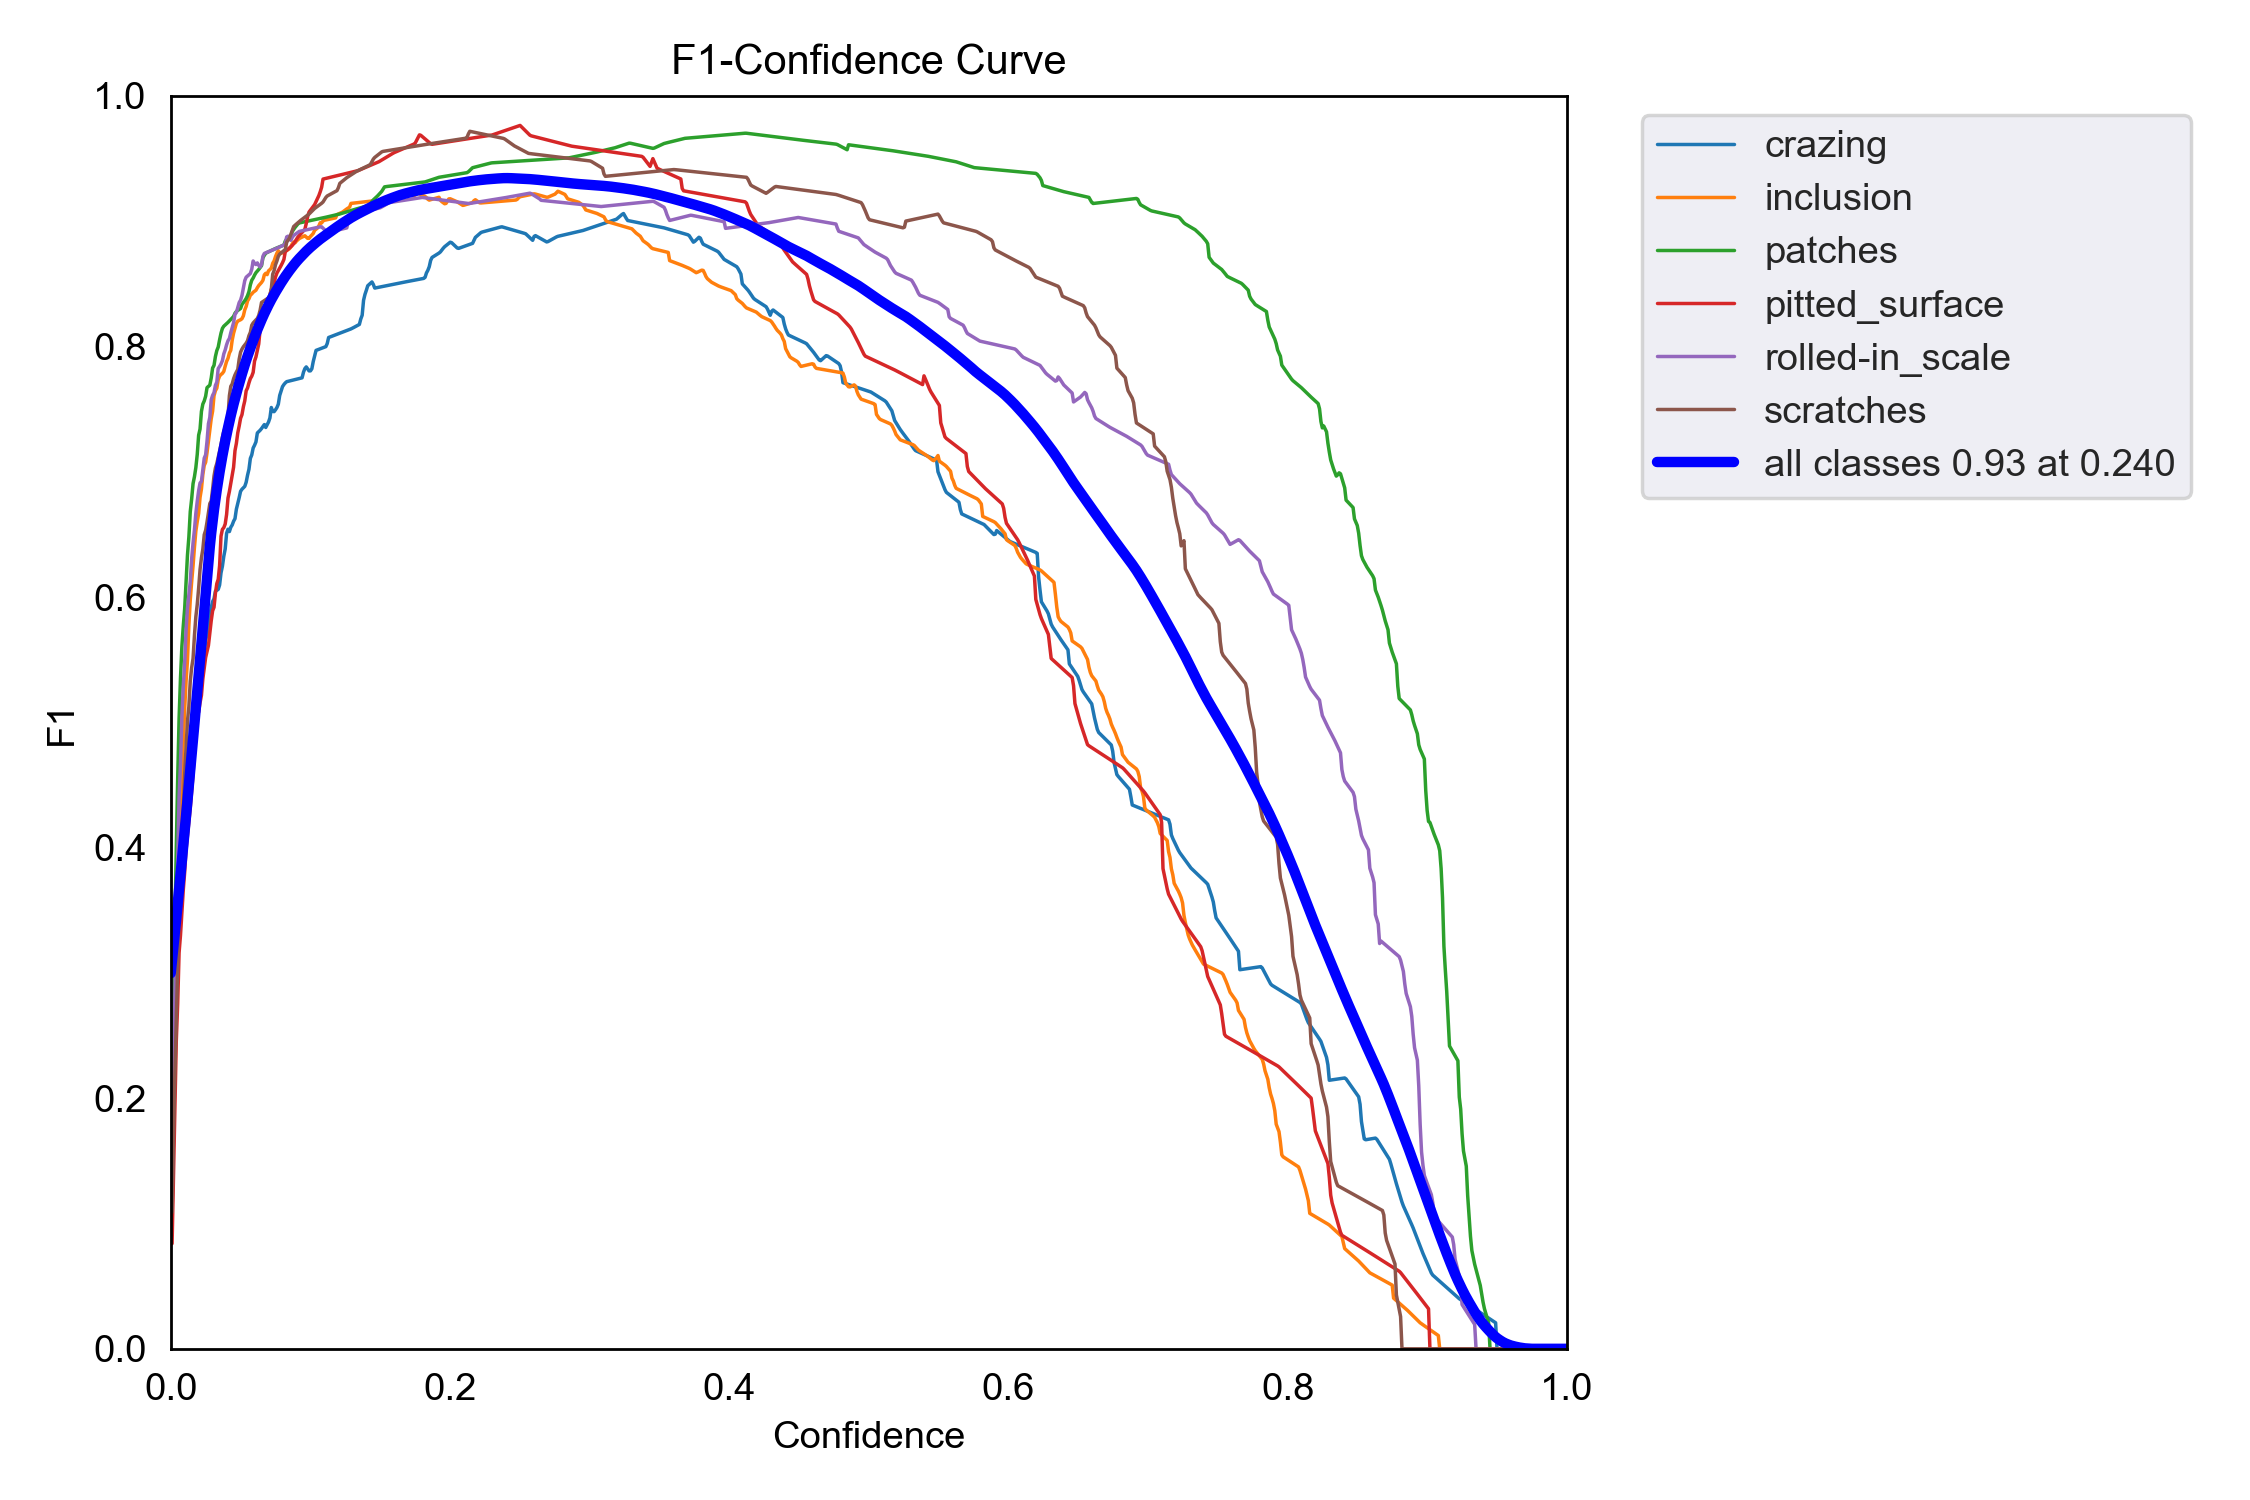 F1-Confidence Curve
1.0
0.8
0.6
0.4
0.2
0.0
F1
0.0 0.2 0.4 0.6 0.8 1.0
Confidence
crazing
inclusion
patches
pitted_surface
rolled-in_scale
scratches
all classes 0.93 at 0.240